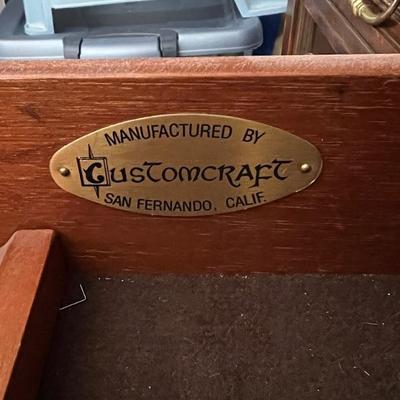 MANUFACTURED BY
CUSTOMCRAFT
SAN FERNANDO, CALIF.